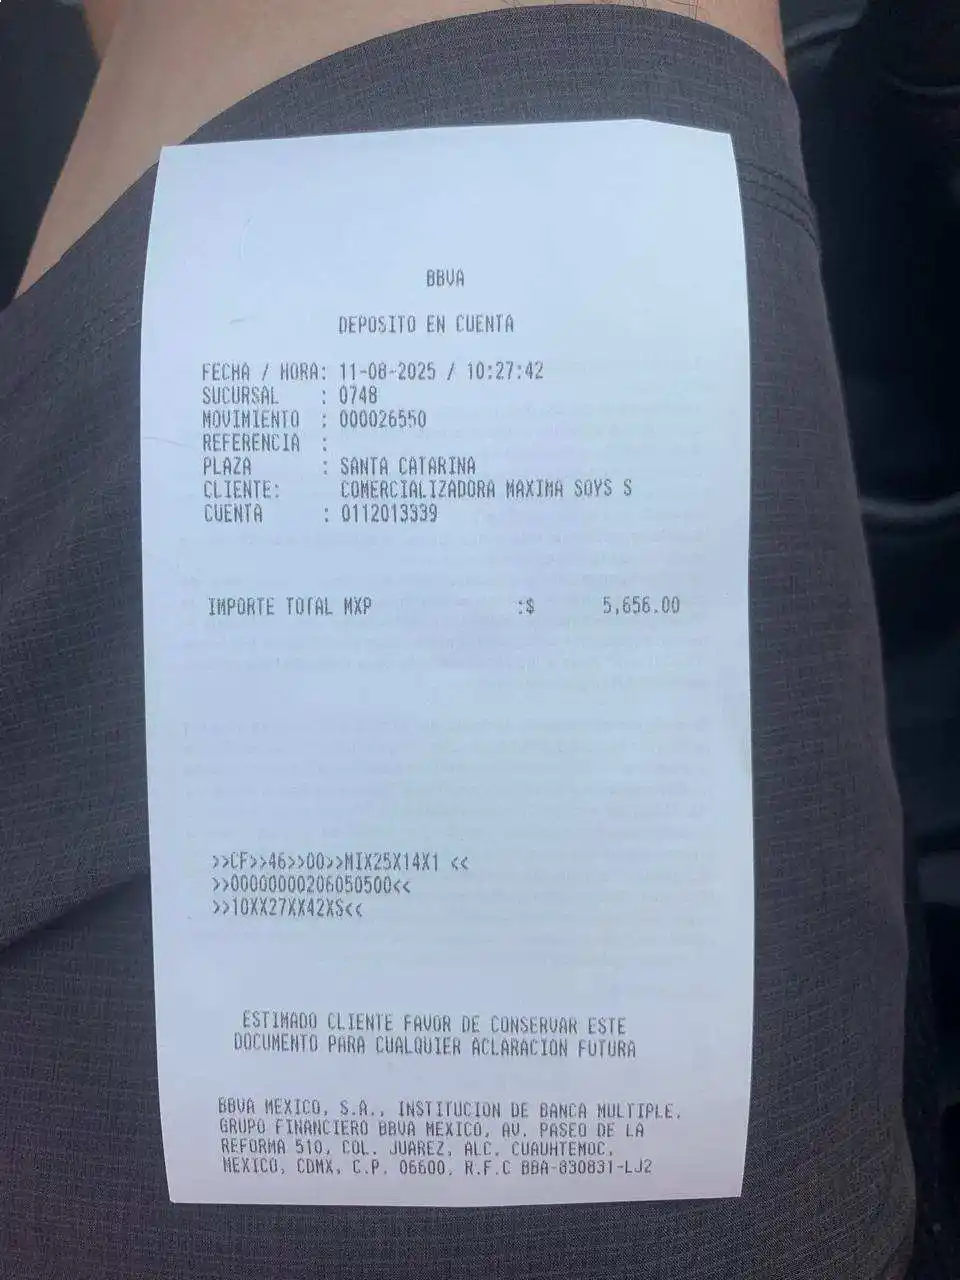 BBVA
DEPOSITO EN CUENTA
FECHA / HORA: 11-08-2025 / 10:27:42
SUCURSAL : 0748
MOVIMIENTO : 000026550
REFERENCIA :
PLAZA : SANTA CATARINA
CLIENTE: COMERCIALIZADORA MAXIMA SOYS S
CUENTA : 0112013339
IMPORTE TOTAL MXP :$ 5,656.00
>>CF>>46>>00>>MIX25X14X1 <<
>>00000000206050500<<
>>10XX27XX42XS<<
ESTIMADO CLIENTE FAVOR DE CONSERVAR ESTE
DOCUMENTO PARA CUALQUIER ACLARACION FUTURA
BBVA MEXICO, S.A., INSTITUCION DE BANCA MULTIPLE,
GRUPO FINANCIERO BBVA MEXICO, AV. PASEO DE LA
REFORMA 510, COL. JUAREZ, ALC. CUAUHTEMOC,
MEXICO, CDMX, C.P. 06600, R.F.C BBA-830831-LJ2